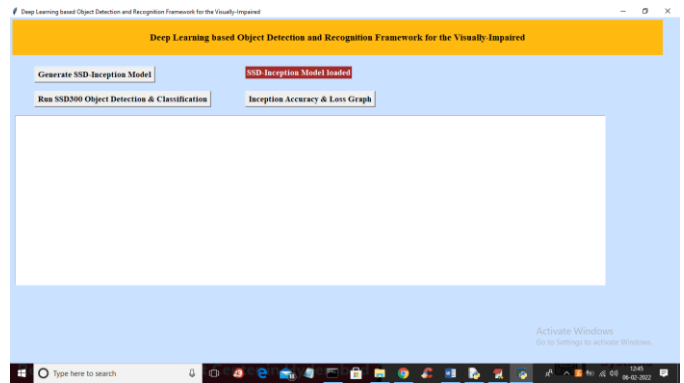 Deep Learning based Object Detection and Recognition Framework for the Visually-Impaired
Deep Learning based Object Detection and Recognition Framework for the Visually-Impaired
Generate SSD-Inception Model
SSD-Inception Model loaded
Run SSD300 Object Detection & Classification
Inception Accuracy & Loss Graph
Activate Windows
Go to Settings to activate Windows.
Type here to search
12:45
06-02-2022